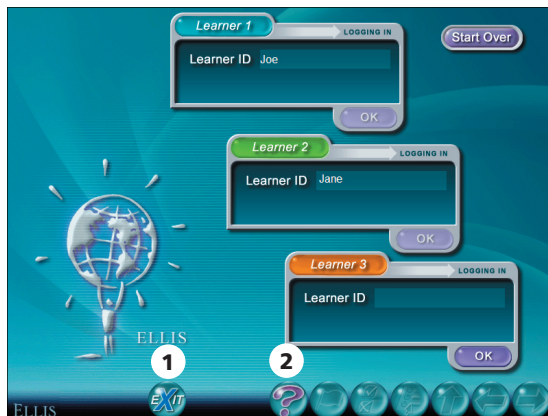 Learner 1
LOGGING IN
Start Over
Learner ID Joe
OK
Learner 2
LOGGING IN
Learner ID Jane
OK
Learner 3
LOGGING IN
Learner ID
OK
ELLIS
1
2
EXIT
?
ELLIS